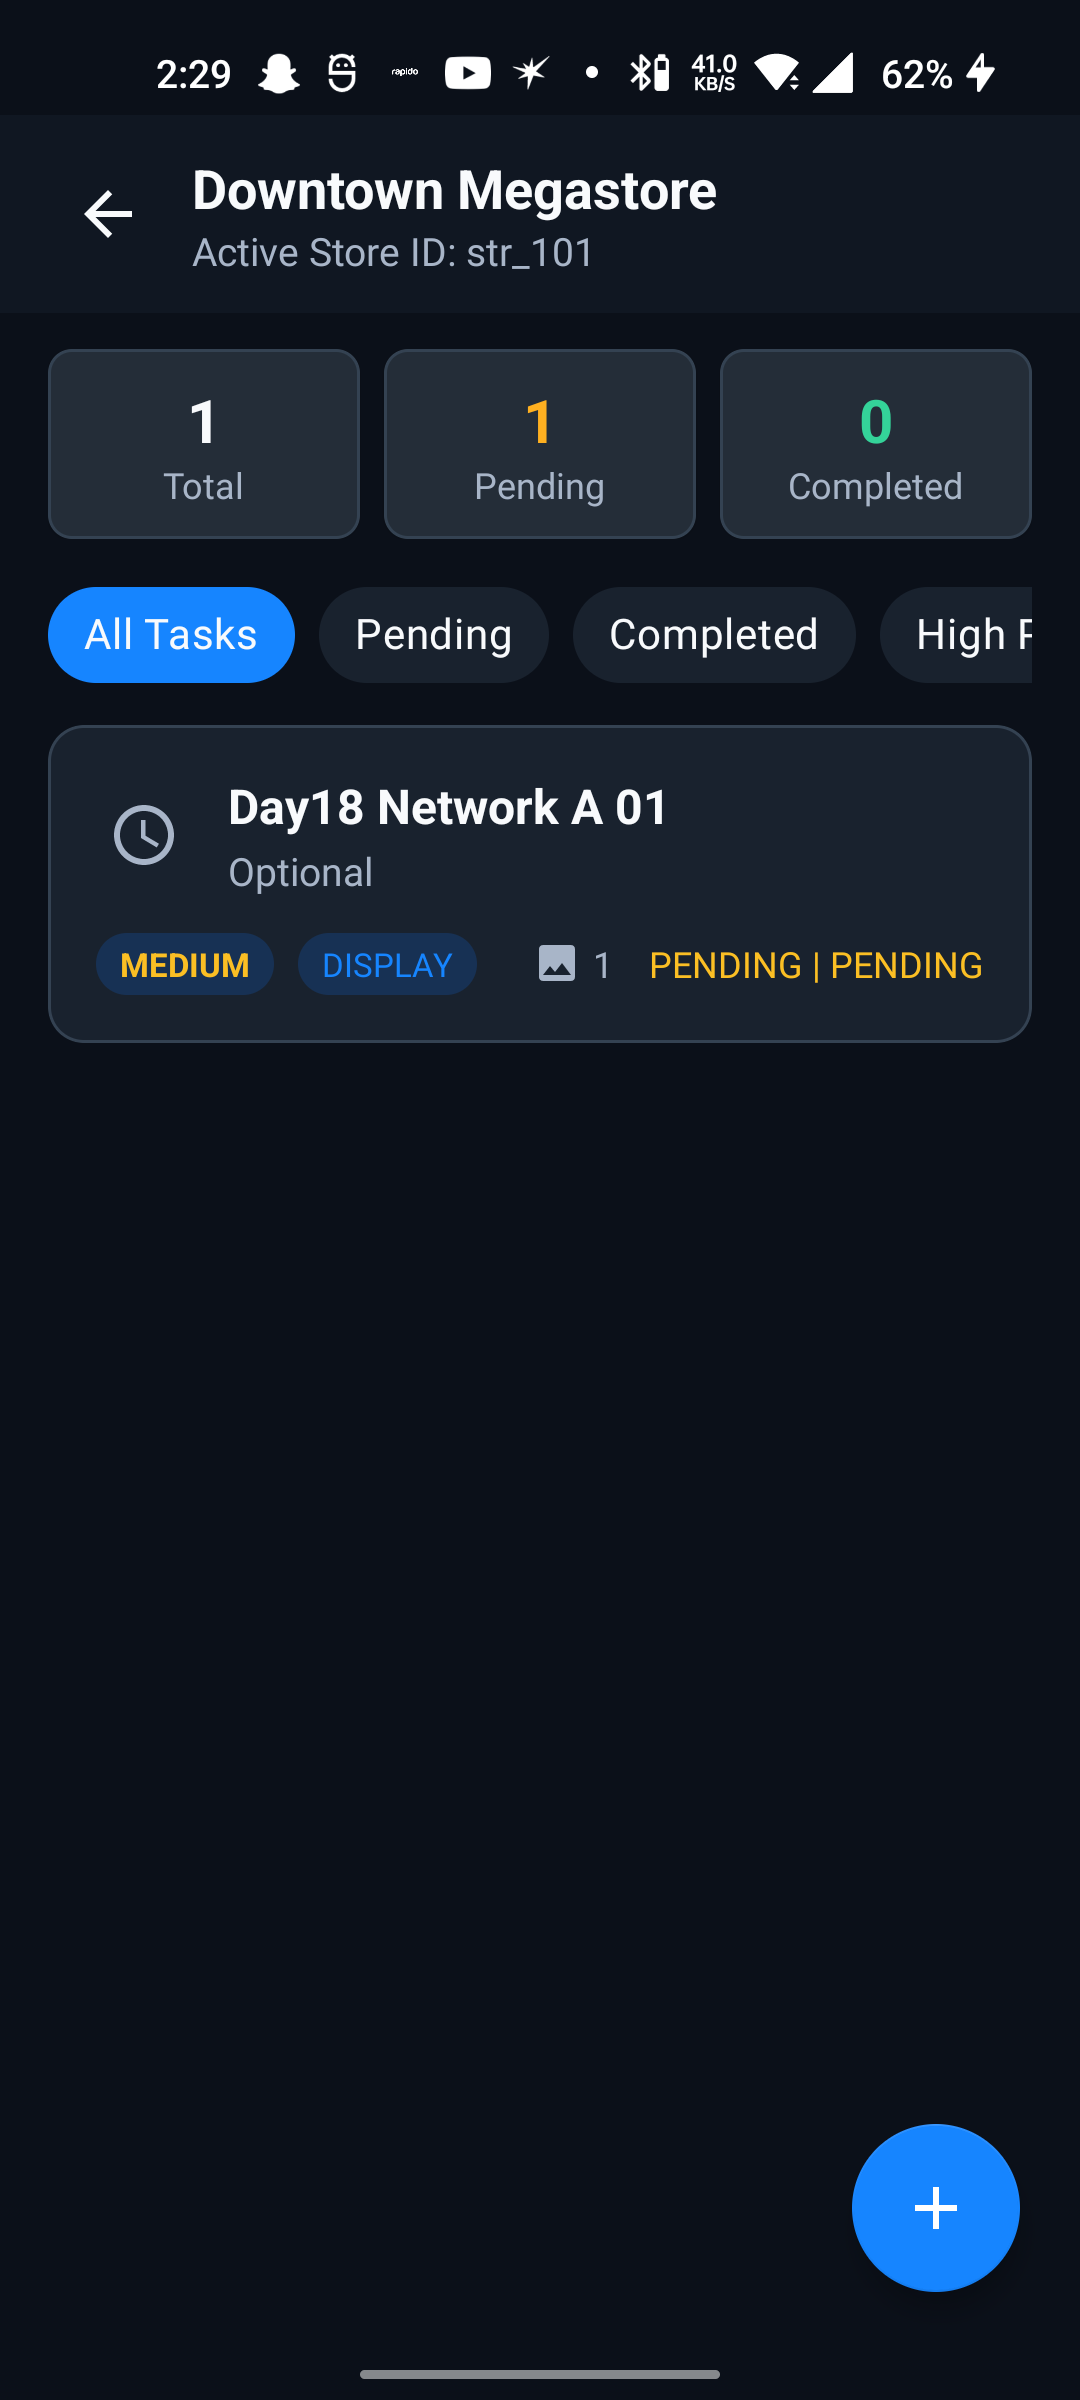 2:29 rapido 41.0 KB/S 62%
Downtown Megastore
Active Store ID: str_101
1 1 0
Total Pending Completed
All Tasks Pending Completed High
Day18 Network A 01
Optional
MEDIUM DISPLAY 1 PENDING | PENDING